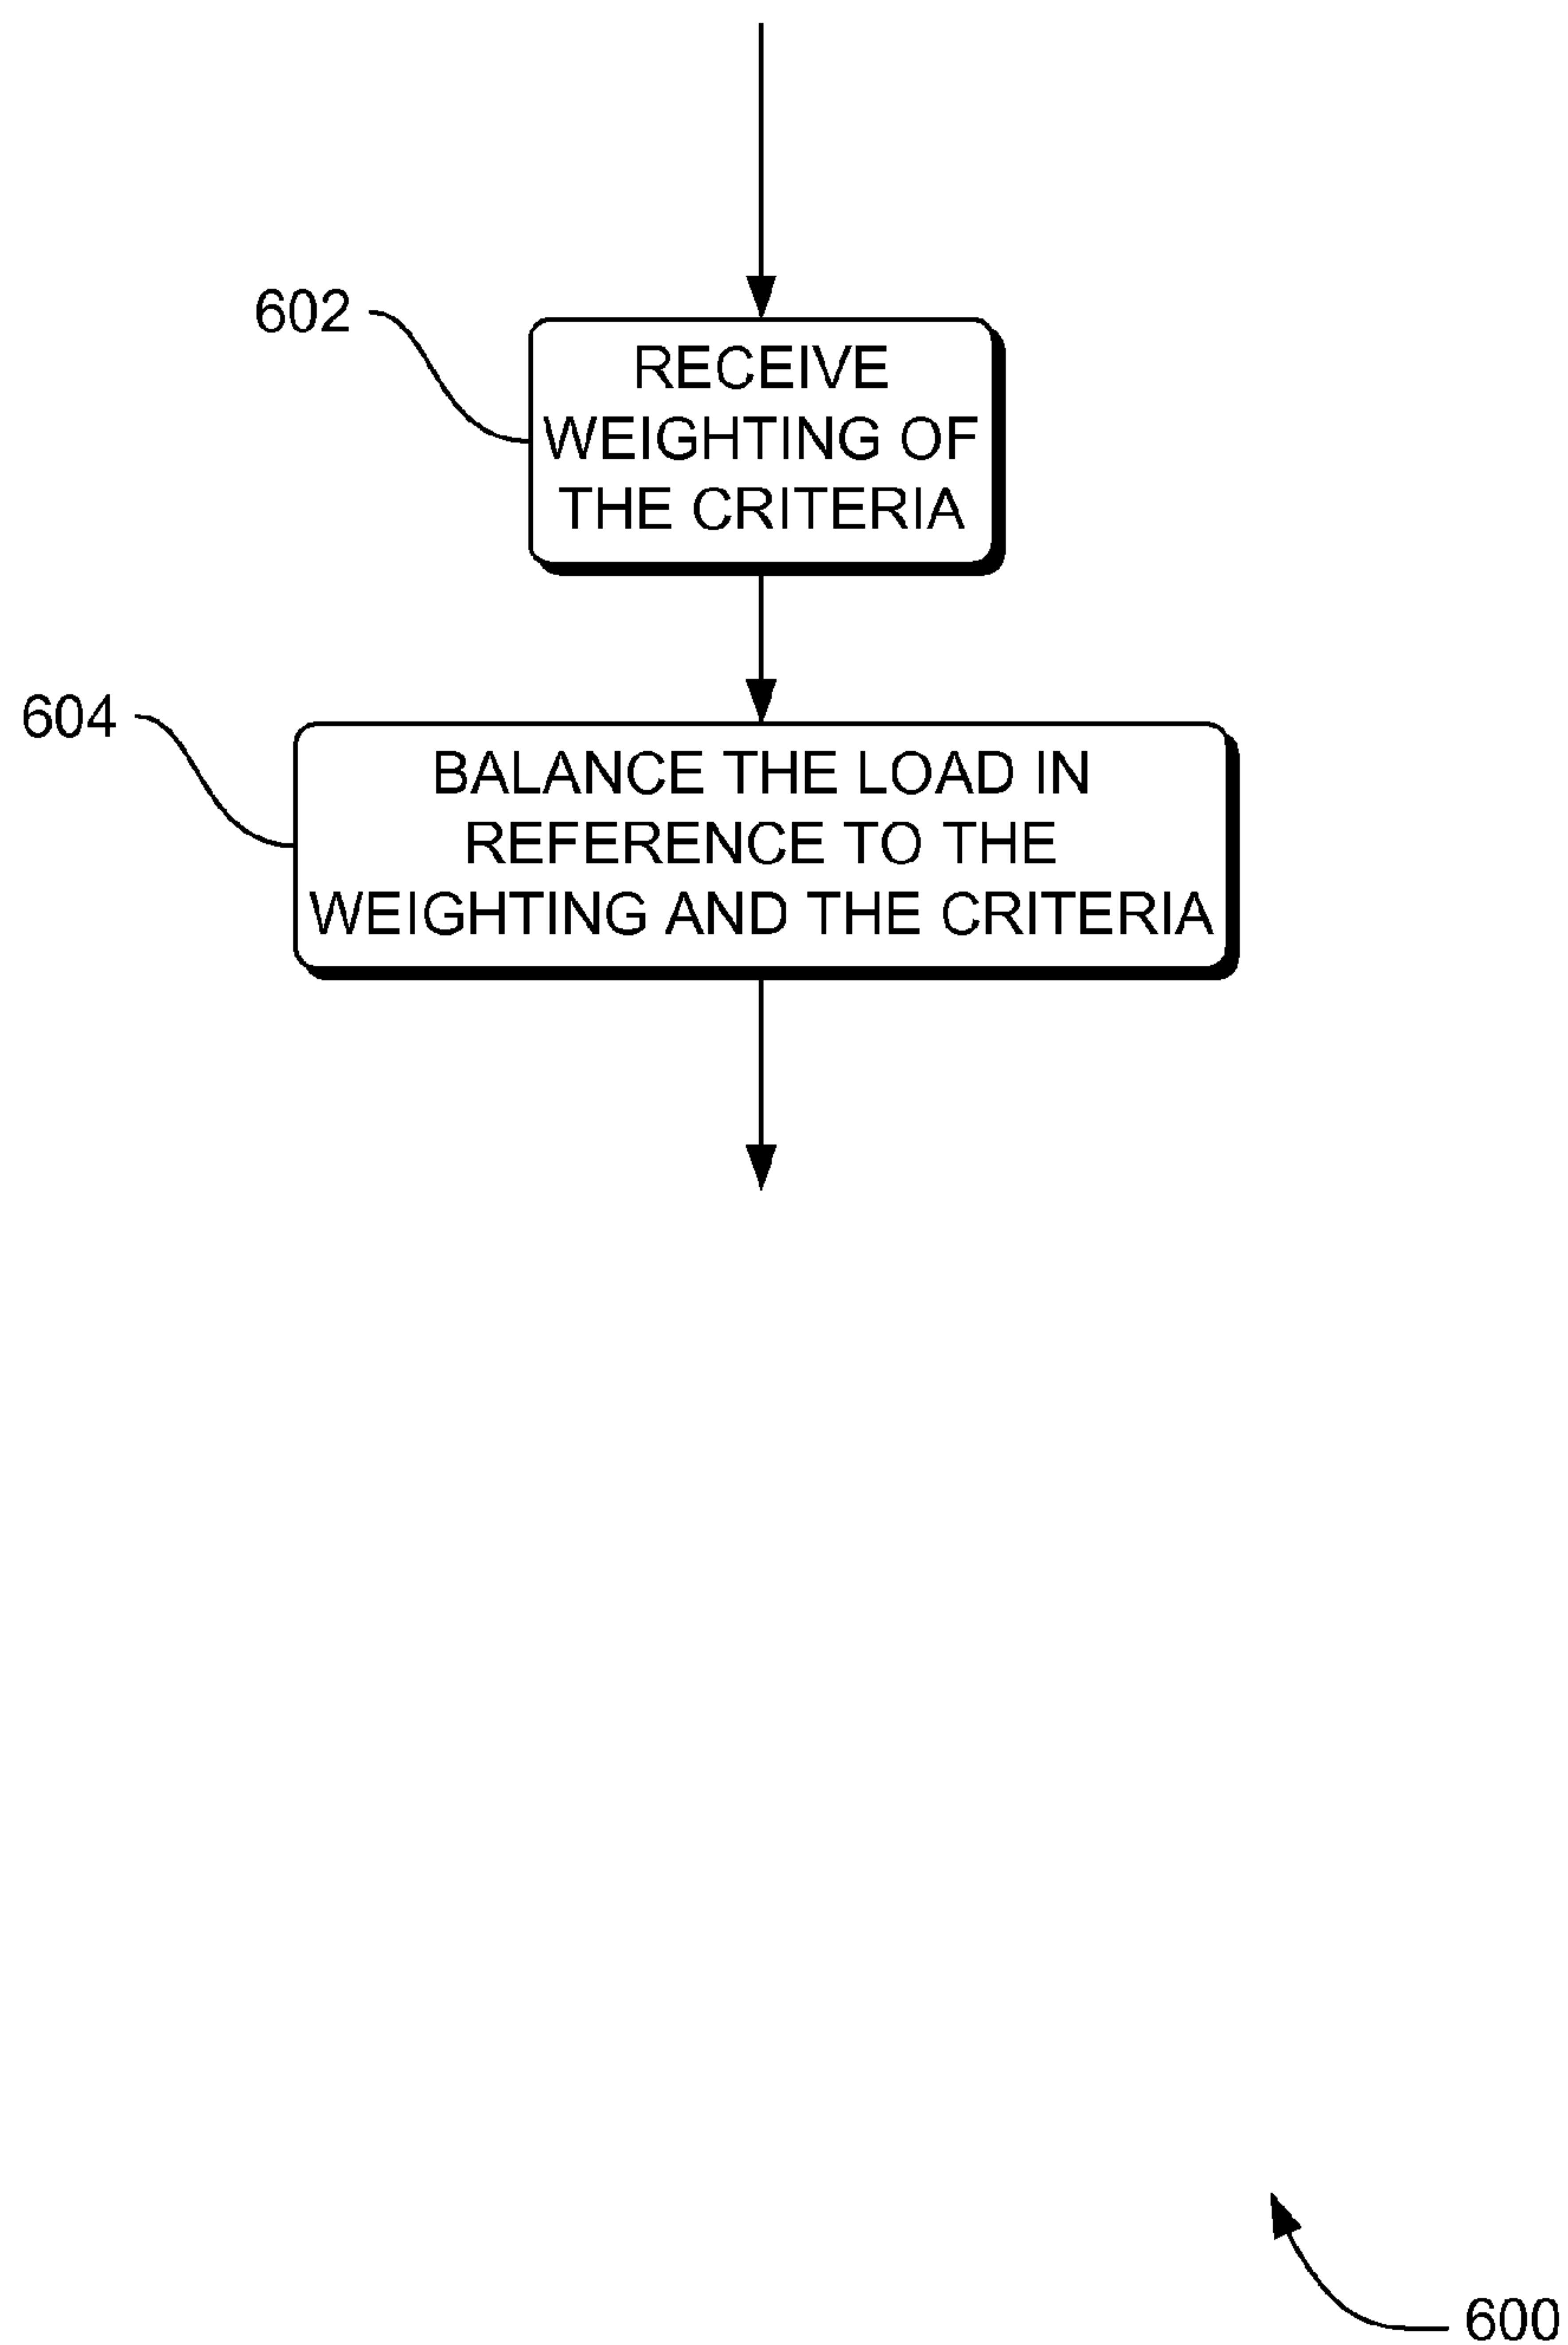 602
RECEIVE
WEIGHTING OF
THE CRITERIA
604
BALANCE THE LOAD IN
REFERENCE TO THE
WEIGHTING AND THE CRITERIA
600